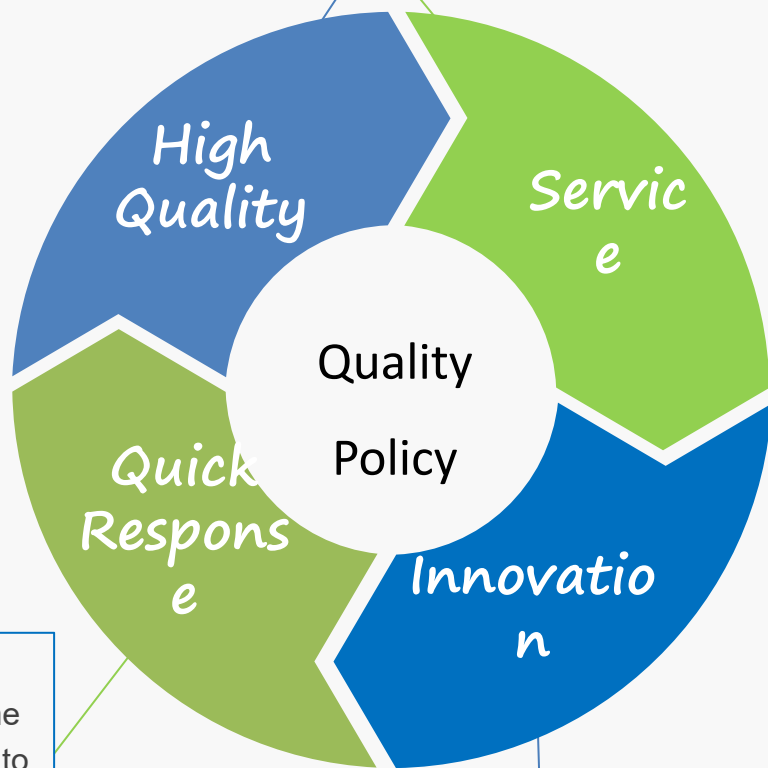 High
Quality
Servic
e
Quality
Policy
Quick
Respons
e
Innovatio
n
to